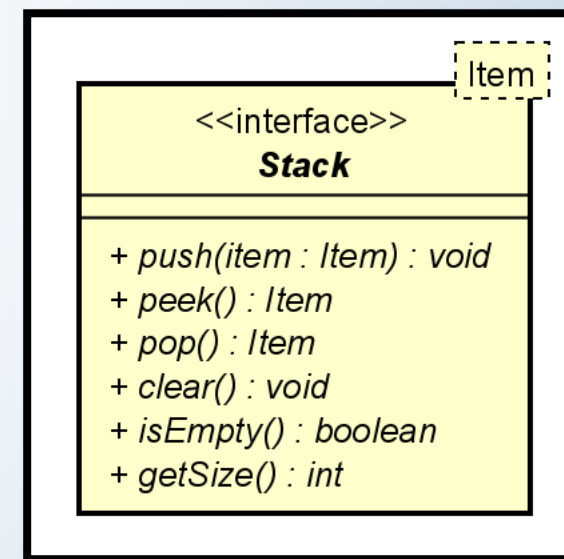 Item
<<interface>>
Stack
+ push(item : Item) : void
+ peek() : Item
+ pop() : Item
+ clear() : void
+ isEmpty() : boolean
+ getSize() : int